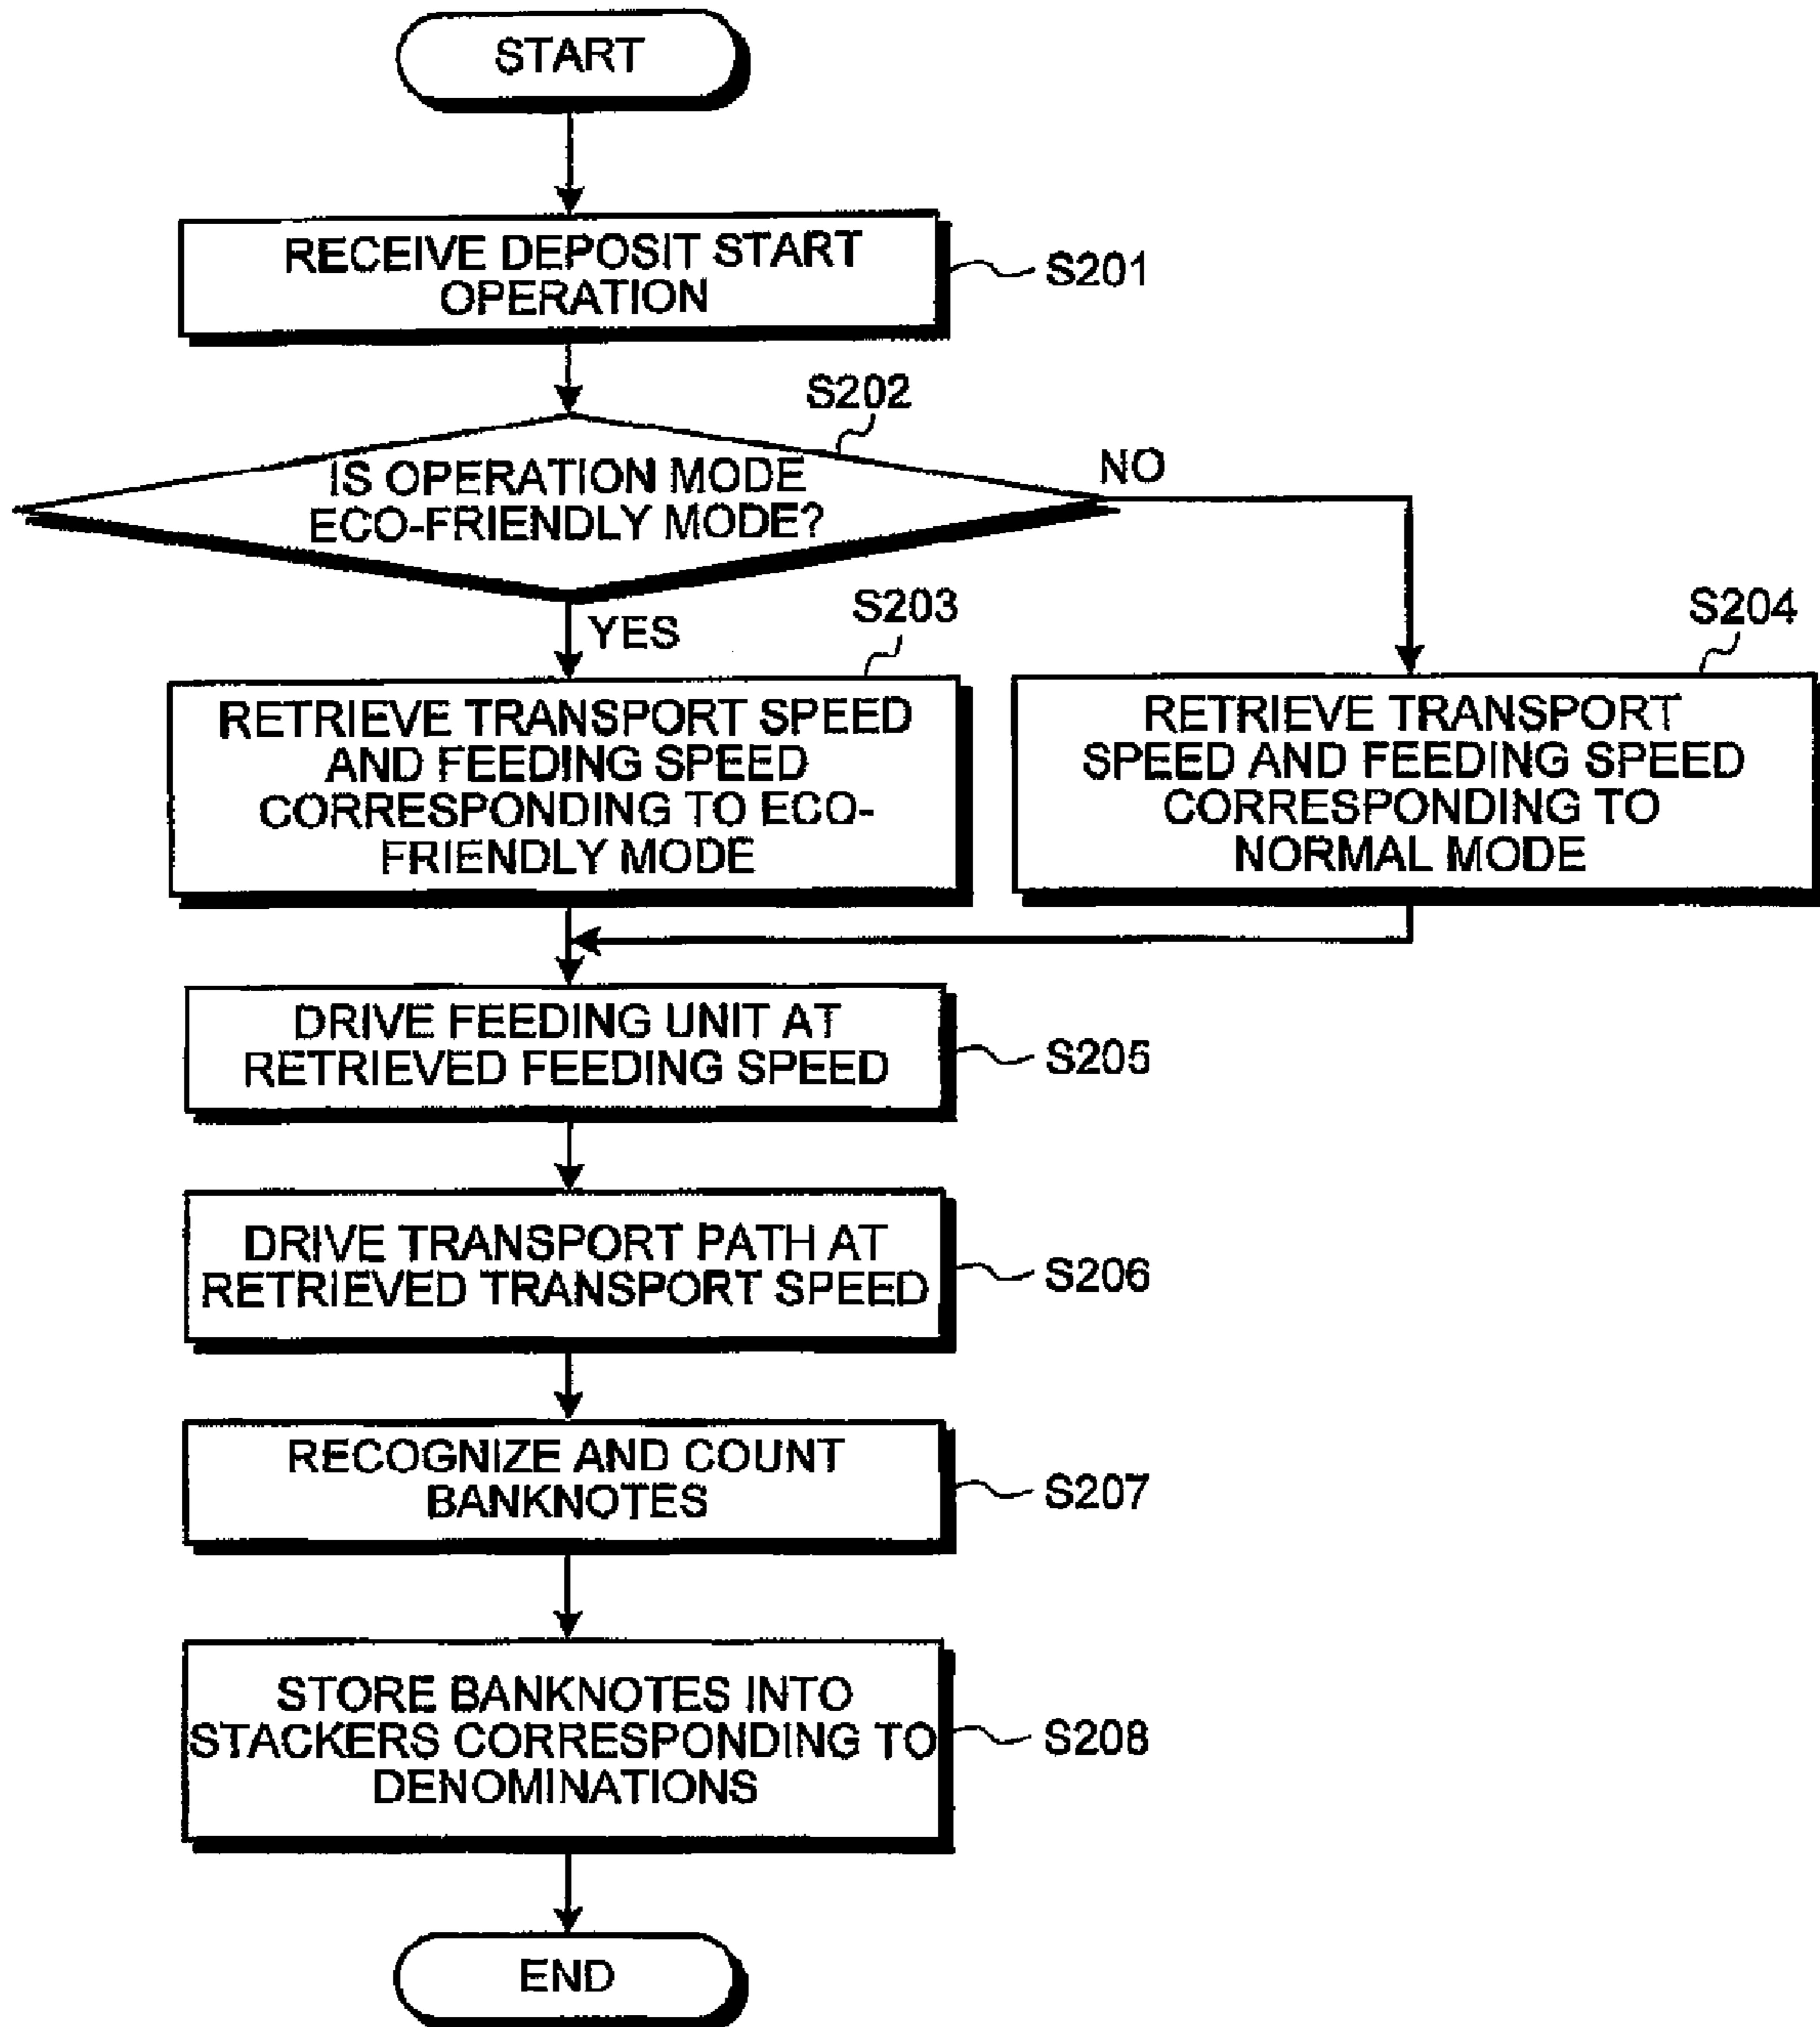 START
RECEIVE DEPOSIT START
OPERATION
S201
S202
IS OPERATION MODE
ECO-FRIENDLY MODE?
NO
YES
S203
S204
RETRIEVE TRANSPORT SPEED
AND FEEDING SPEED
CORRESPONDING TO ECO-
FRIENDLY MODE
RETRIEVE TRANSPORT
SPEED AND FEEDING SPEED
CORRESPONDING TO
NORMAL MODE
DRIVE FEEDING UNIT AT
RETRIEVED FEEDING SPEED
S205
DRIVE TRANSPORT PATH AT
RETRIEVED TRANSPORT SPEED
S206
RECOGNIZE AND COUNT
BANKNOTES
S207
STORE BANKNOTES INTO
STACKERS CORRESPONDING TO
DENOMINATIONS
S208
END